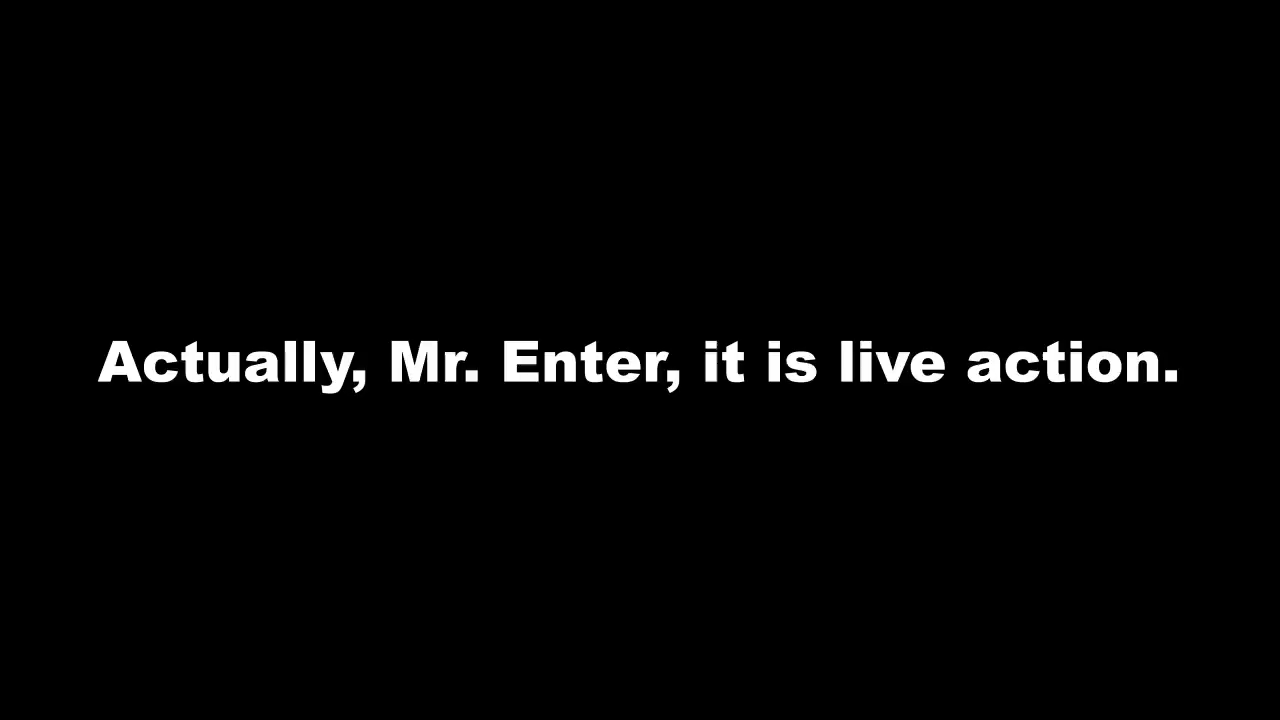 Actually, Mr. Enter, it is live action.